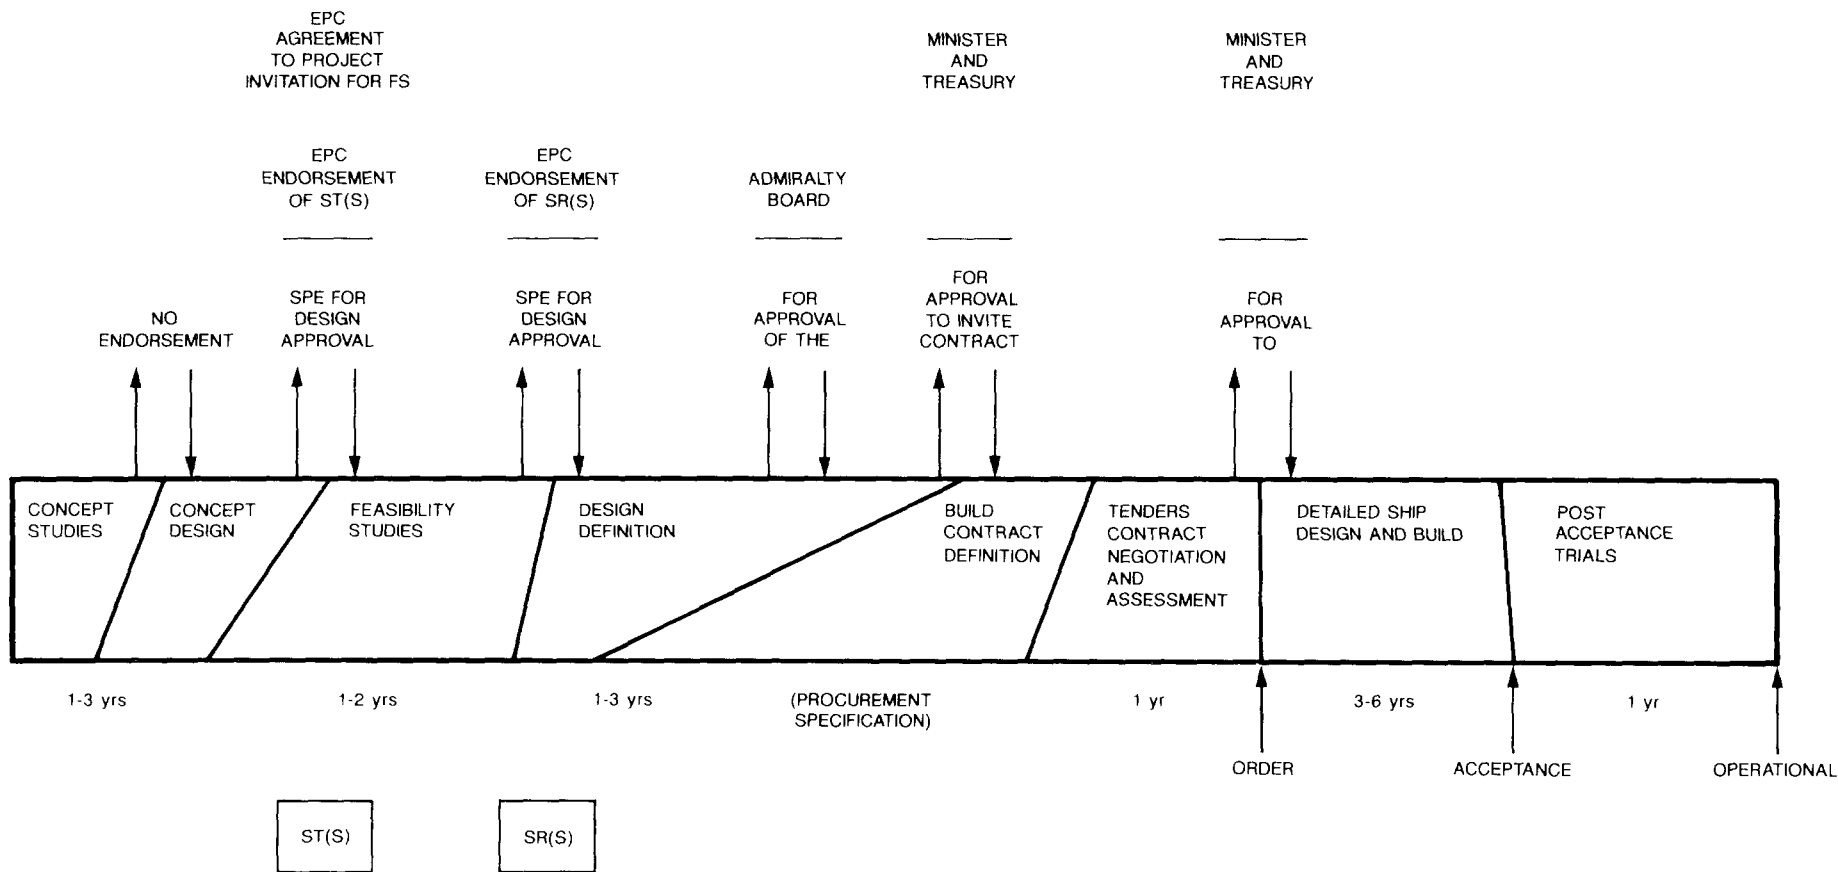 EPC
AGREEMENT
TO PROJECT
INVITATION FOR FS
MINISTER
AND
TREASURY
MINISTER
AND
TREASURY
EPC
ENDORSEMENT
OF ST(S)
EPC
ENDORSEMENT
OF SR(S)
ADMIRALTY
BOARD
NO
ENDORSEMENT
SPE FOR
DESIGN
APPROVAL
SPE FOR
DESIGN
APPROVAL
FOR
APPROVAL
OF THE
FOR
APPROVAL
TO INVITE
CONTRACT
FOR
APPROVAL
TO
CONCEPT
STUDIES
CONCEPT
DESIGN
FEASIBILITY
STUDIES
DESIGN
DEFINITION
BUILD
CONTRACT
DEFINITION
TENDERS
CONTRACT
NEGOTIATION
AND
ASSESSMENT
DETAILED SHIP
DESIGN AND BUILD
POST
ACCEPTANCE
TRIALS
1-3 yrs
1-2 yrs
1-3 yrs
(PROCUREMENT
SPECIFICATION)
1 yr
3-6 yrs
1 yr
ORDER
ACCEPTANCE
OPERATIONAL
ST(S)
SR(S)